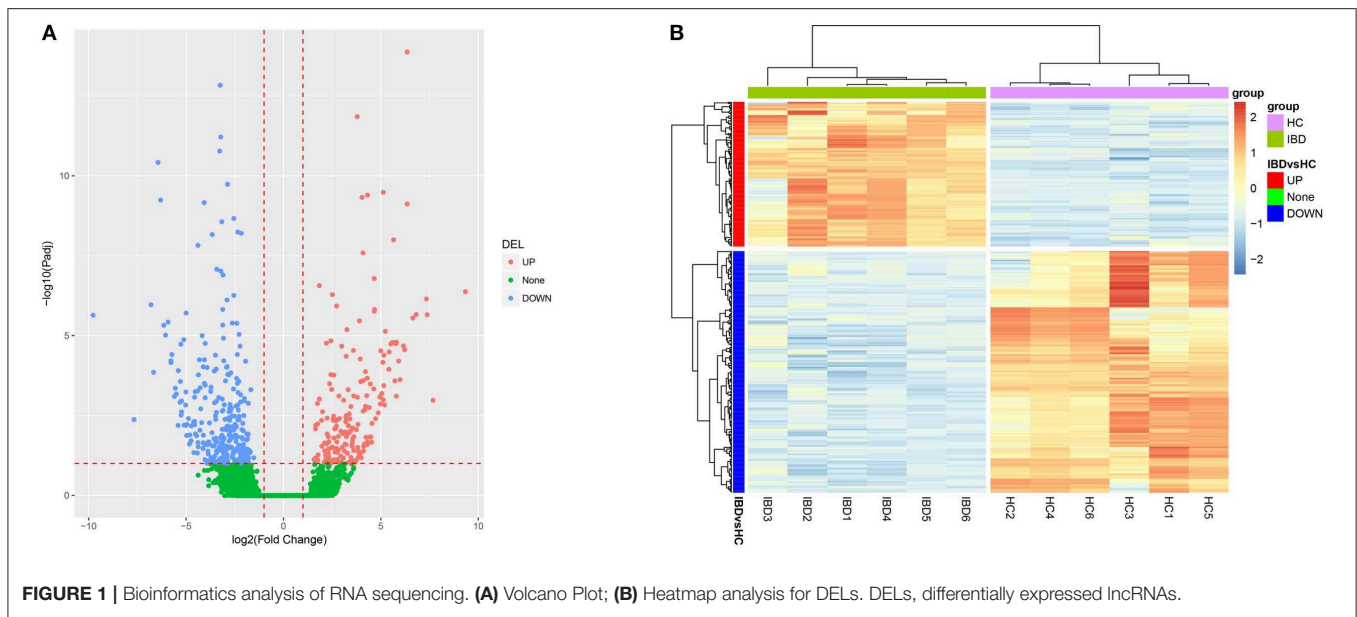 A
10
5
0
-log10(Padj)
-10
-5
0
5
10
log2(Fold Change)
DEL
UP
None
DOWN
B
group
group
HC
IBD
IBDvsHC
UP
None
DOWN
2
1
0
−1
−2
IBDvsHC
IBD3
IBD2
IBD1
IBD4
IBD5
IBD6
HC2
HC4
HC6
HC3
HC1
HC5
FIGURE 1 | Bioinformatics analysis of RNA sequencing. (A) Volcano Plot; (B) Heatmap analysis for DELs. DELs, differentially expressed lncRNAs.